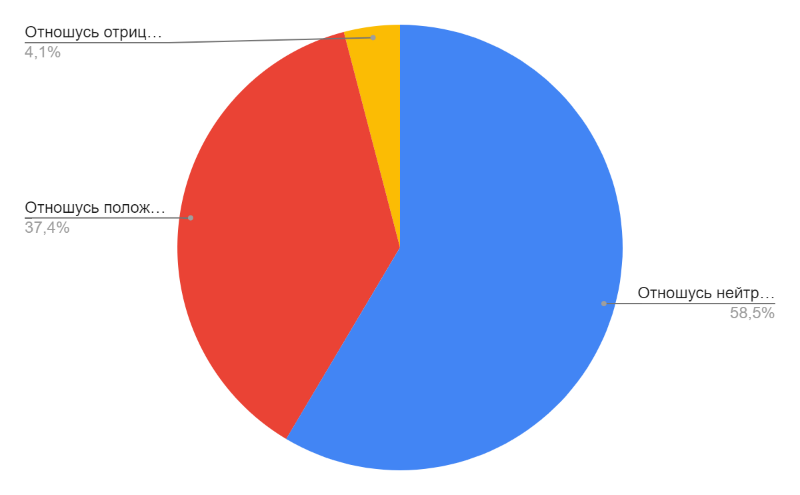 Отношусь отриц…
4,1%
Отношусь полож…
37,4%
Отношусь нейтр…
58,5%